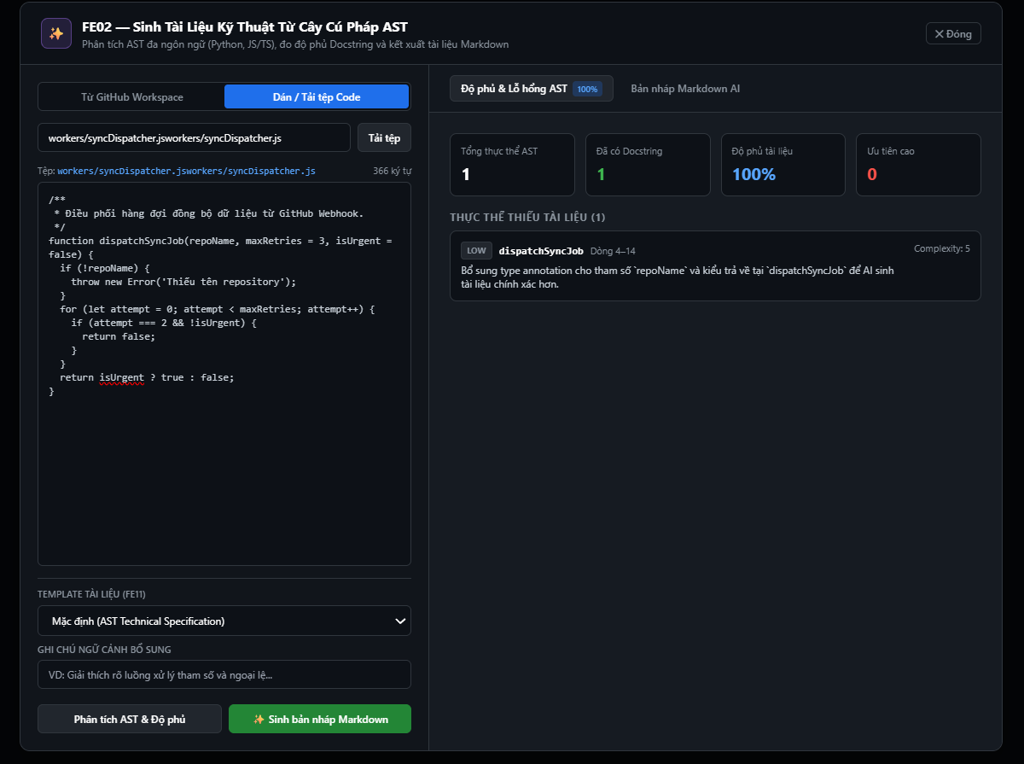 FE02 — Sinh Tài Liệu Kỹ Thuật Từ Cây Cú Pháp AST
Phân tích AST đa ngôn ngữ (Python, JS/TS), đo độ phủ Docstring và kết xuất tài liệu Markdown
Đóng
Từ GitHub Workspace
Dán / Tải tệp Code
workers/syncDispatcher.jsworkers/syncDispatcher.js
Tải tệp
Tệp: workers/syncDispatcher.jsworkers/syncDispatcher.js
366 ký tự
/**
 * Điều phối hàng đợi đồng bộ dữ liệu từ GitHub Webhook.
 */
function dispatchSyncJob(repoName, maxRetries = 3, isUrgent =
false) {
  if (!repoName) {
    throw new Error('Thiếu tên repository');
  }
  for (let attempt = 0; attempt < maxRetries; attempt++) {
    if (attempt === 2 && !isUrgent) {
      return false;
    }
  }
  return isUrgent ? true : false;
}
TEMPLATE TÀI LIỆU (FE11)
Mặc định (AST Technical Specification)
GHI CHÚ NGỮ CẢNH BỔ SUNG
VD: Giải thích rõ luồng xử lý tham số và ngoại lệ...
Phân tích AST & Độ phủ
Sinh bản nháp Markdown
Độ phủ & Lỗ hổng AST 100%
Bản nháp Markdown AI
Tổng thực thể AST
1
Đã có Docstring
1
Độ phủ tài liệu
100%
Ưu tiên cao
0
THỰC THỂ THIẾU TÀI LIỆU (1)
LOW dispatchSyncJob Dòng 4–14
Complexity: 5
Bổ sung type annotation cho tham số `repoName` và kiểu trả về tại `dispatchSyncJob` để AI sinh
tài liệu chính xác hơn.